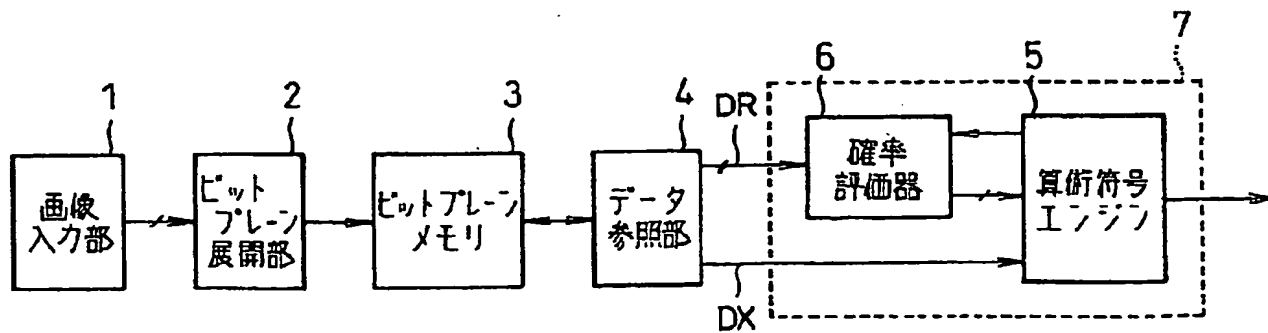 7
1
2
3
4
6
5
DR
画像
入力部
ビット
プレーン
展開部
ビットプレーン
メモリ
データ
参照部
確率
評価器
算術符号
エンジン
DX